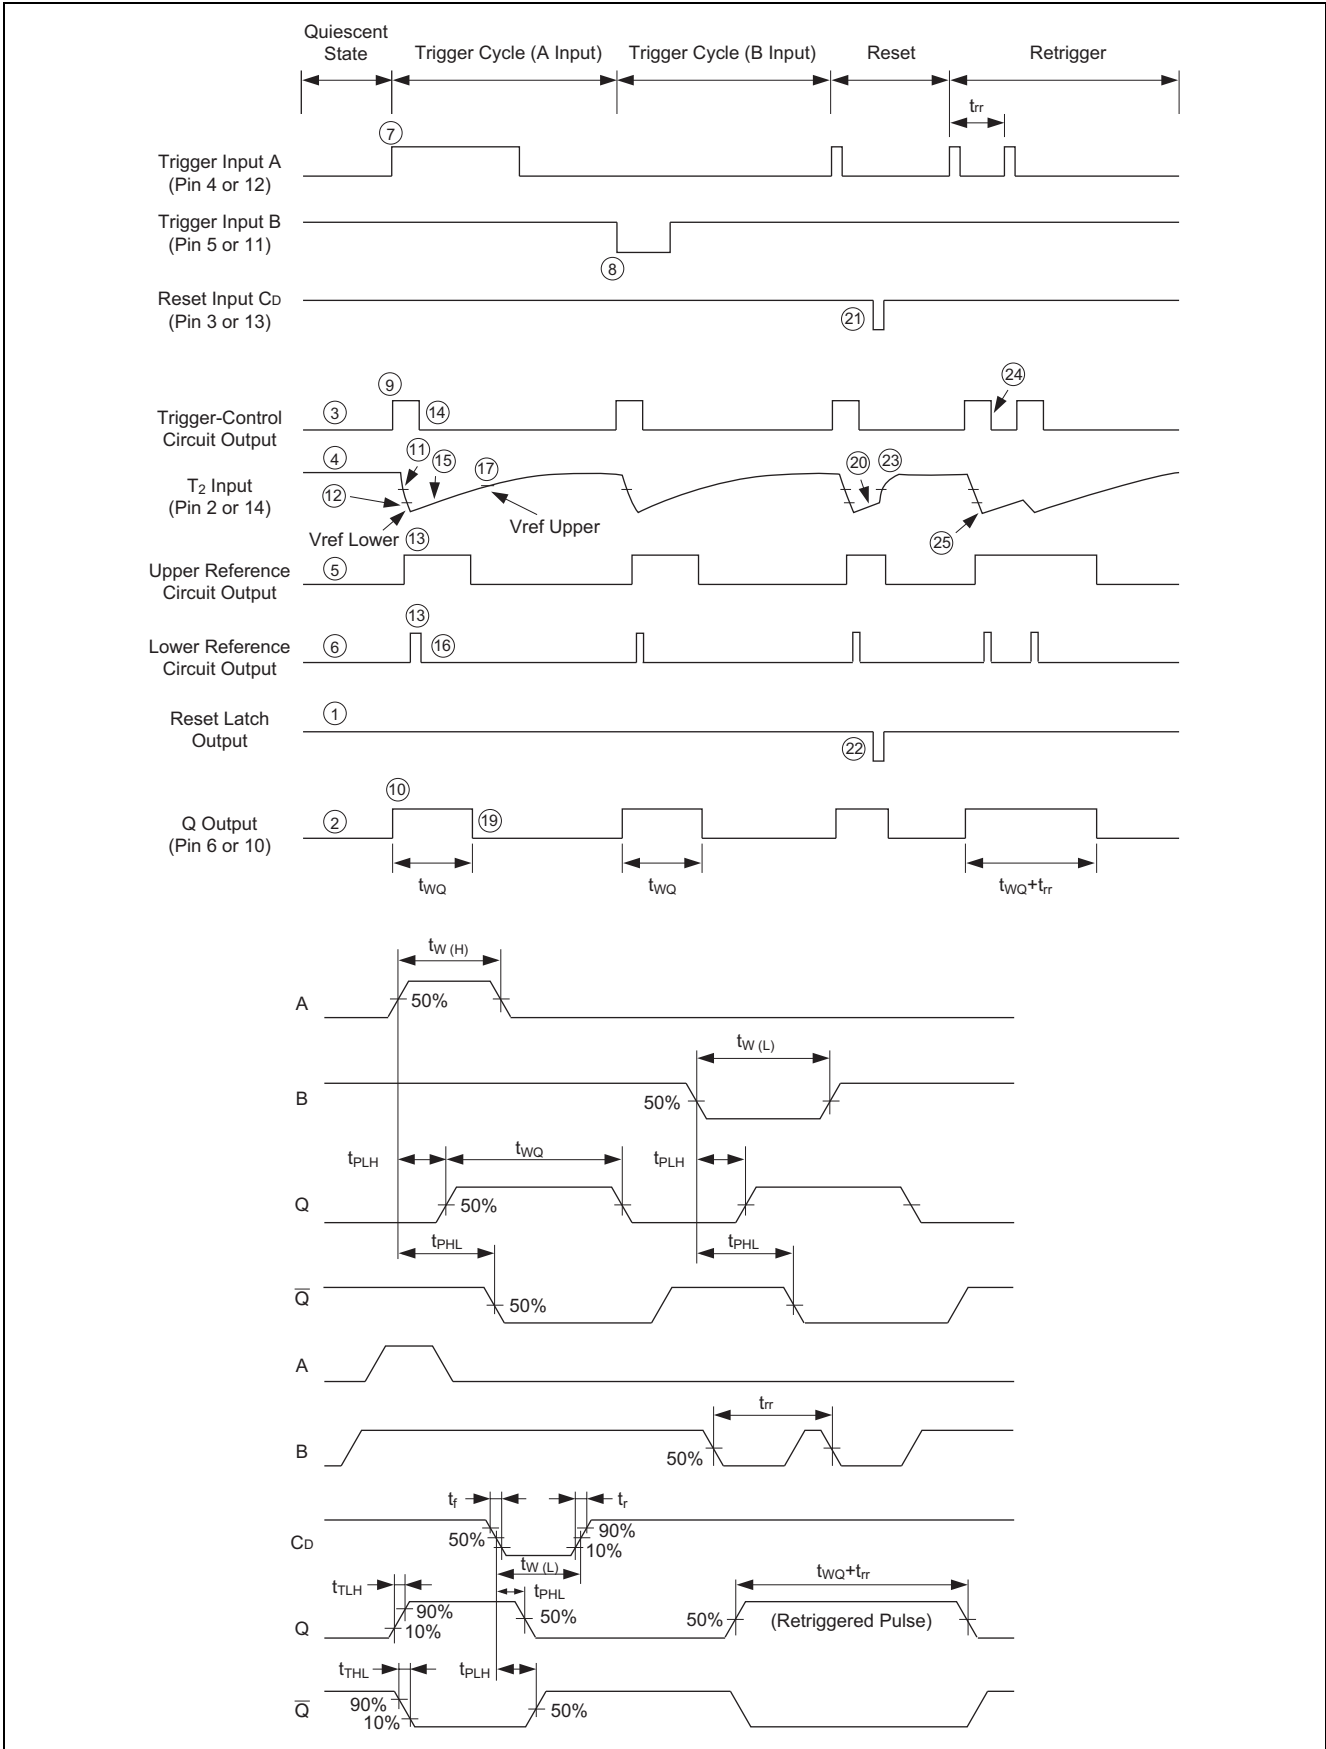 Quiescent
State
Trigger Cycle (A Input)
Trigger Cycle (B Input)
Reset
Retrigger
trr
7
Trigger Input A
(Pin 4 or 12)
Trigger Input B
(Pin 5 or 11)
8
Reset Input CD
(Pin 3 or 13)
21
9
24
Trigger-Control
Circuit Output
3
14
4
11
15
17
20
23
T2 Input
(Pin 2 or 14)
12
Vref Lower
13
Vref Upper
25
Upper Reference
Circuit Output
5
13
Lower Reference
Circuit Output
6
16
1
Reset Latch
Output
22
10
Q Output
(Pin 6 or 10)
2
19
tWQ
tWQ
tWQ+trr
tW (H)
A
50%
tW (L)
B
50%
tPLH
tWQ
tPLH
Q
50%
tPHL
tPHL
Q
50%
A
trr
B
50%
tf
tr
CD
50%
90%
10%
tW (L)
tTLH
tPHL
tWQ+trr
Q
90%
10%
50%
50%
(Retriggered Pulse)
tTHL
tPLH
Q
90%
10%
50%